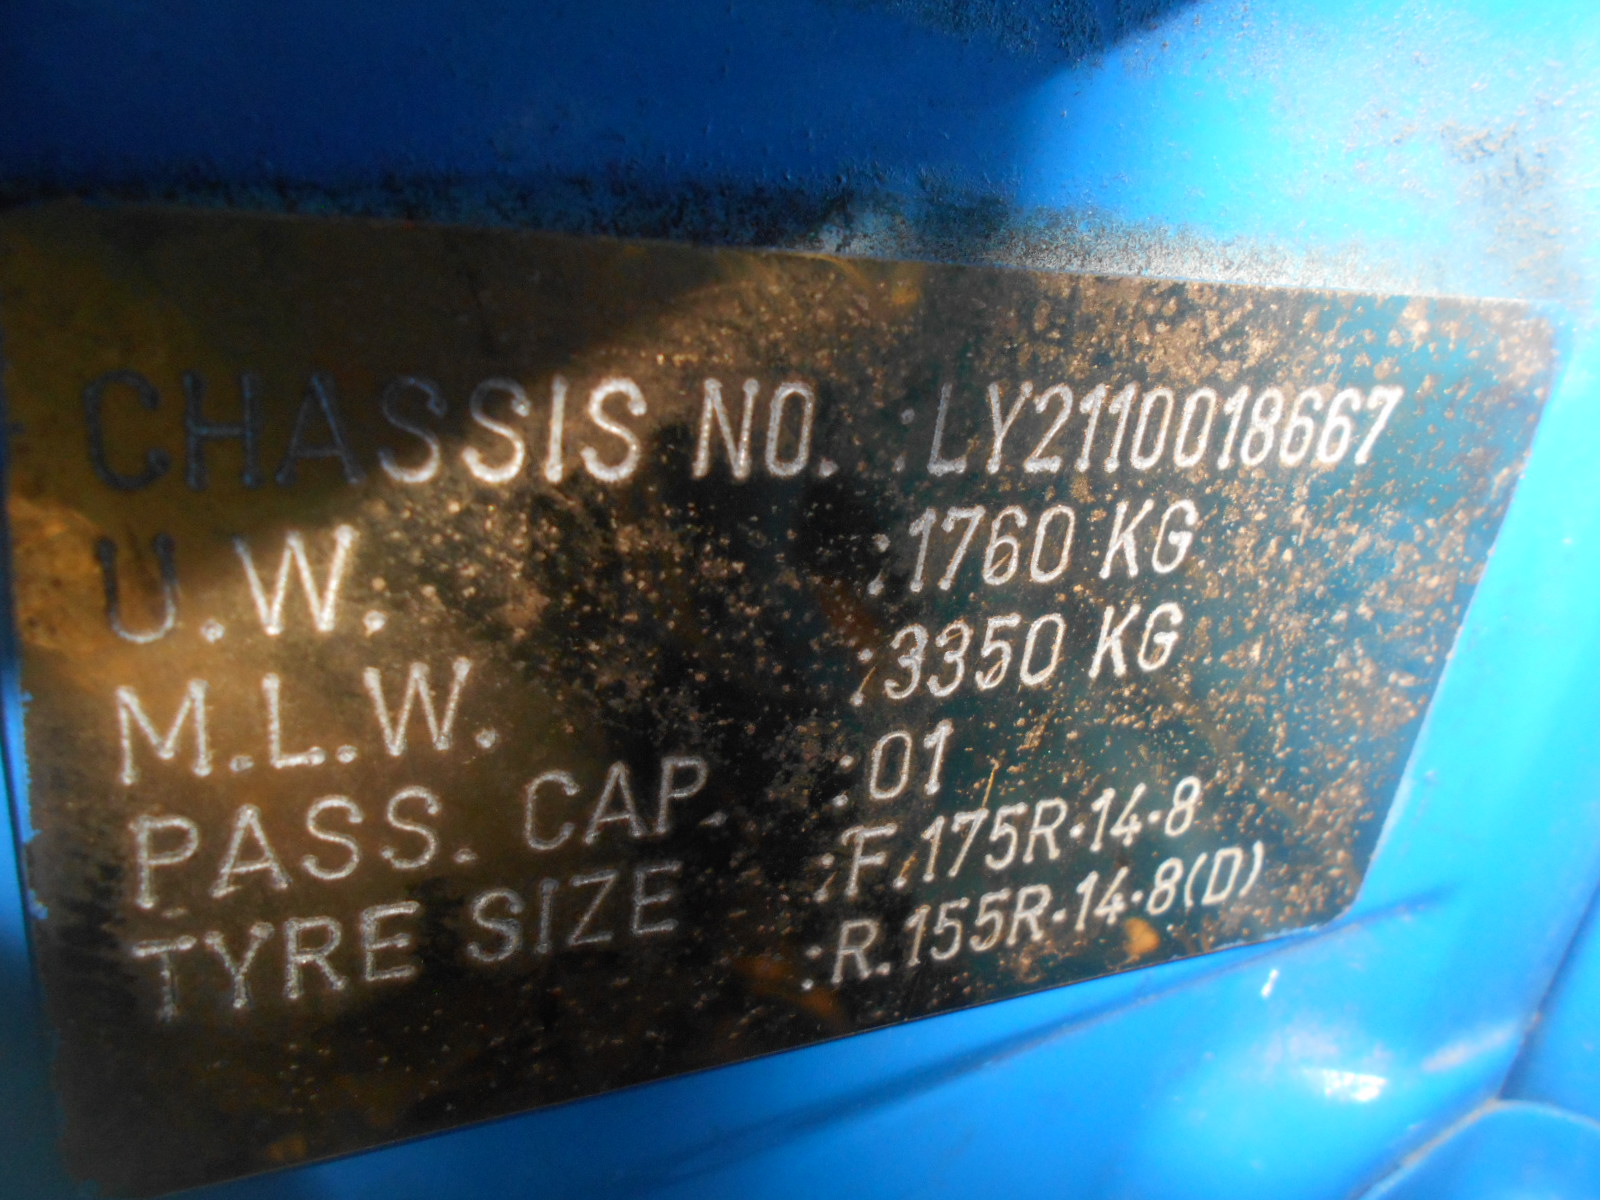 CHASSIS NO. :LY2110018667
U.W. :1760 KG
M.L.W. :3350 KG
PASS. CAP. :01
TYRE SIZE :F.175R-14-8
:R.155R-14-8(D)